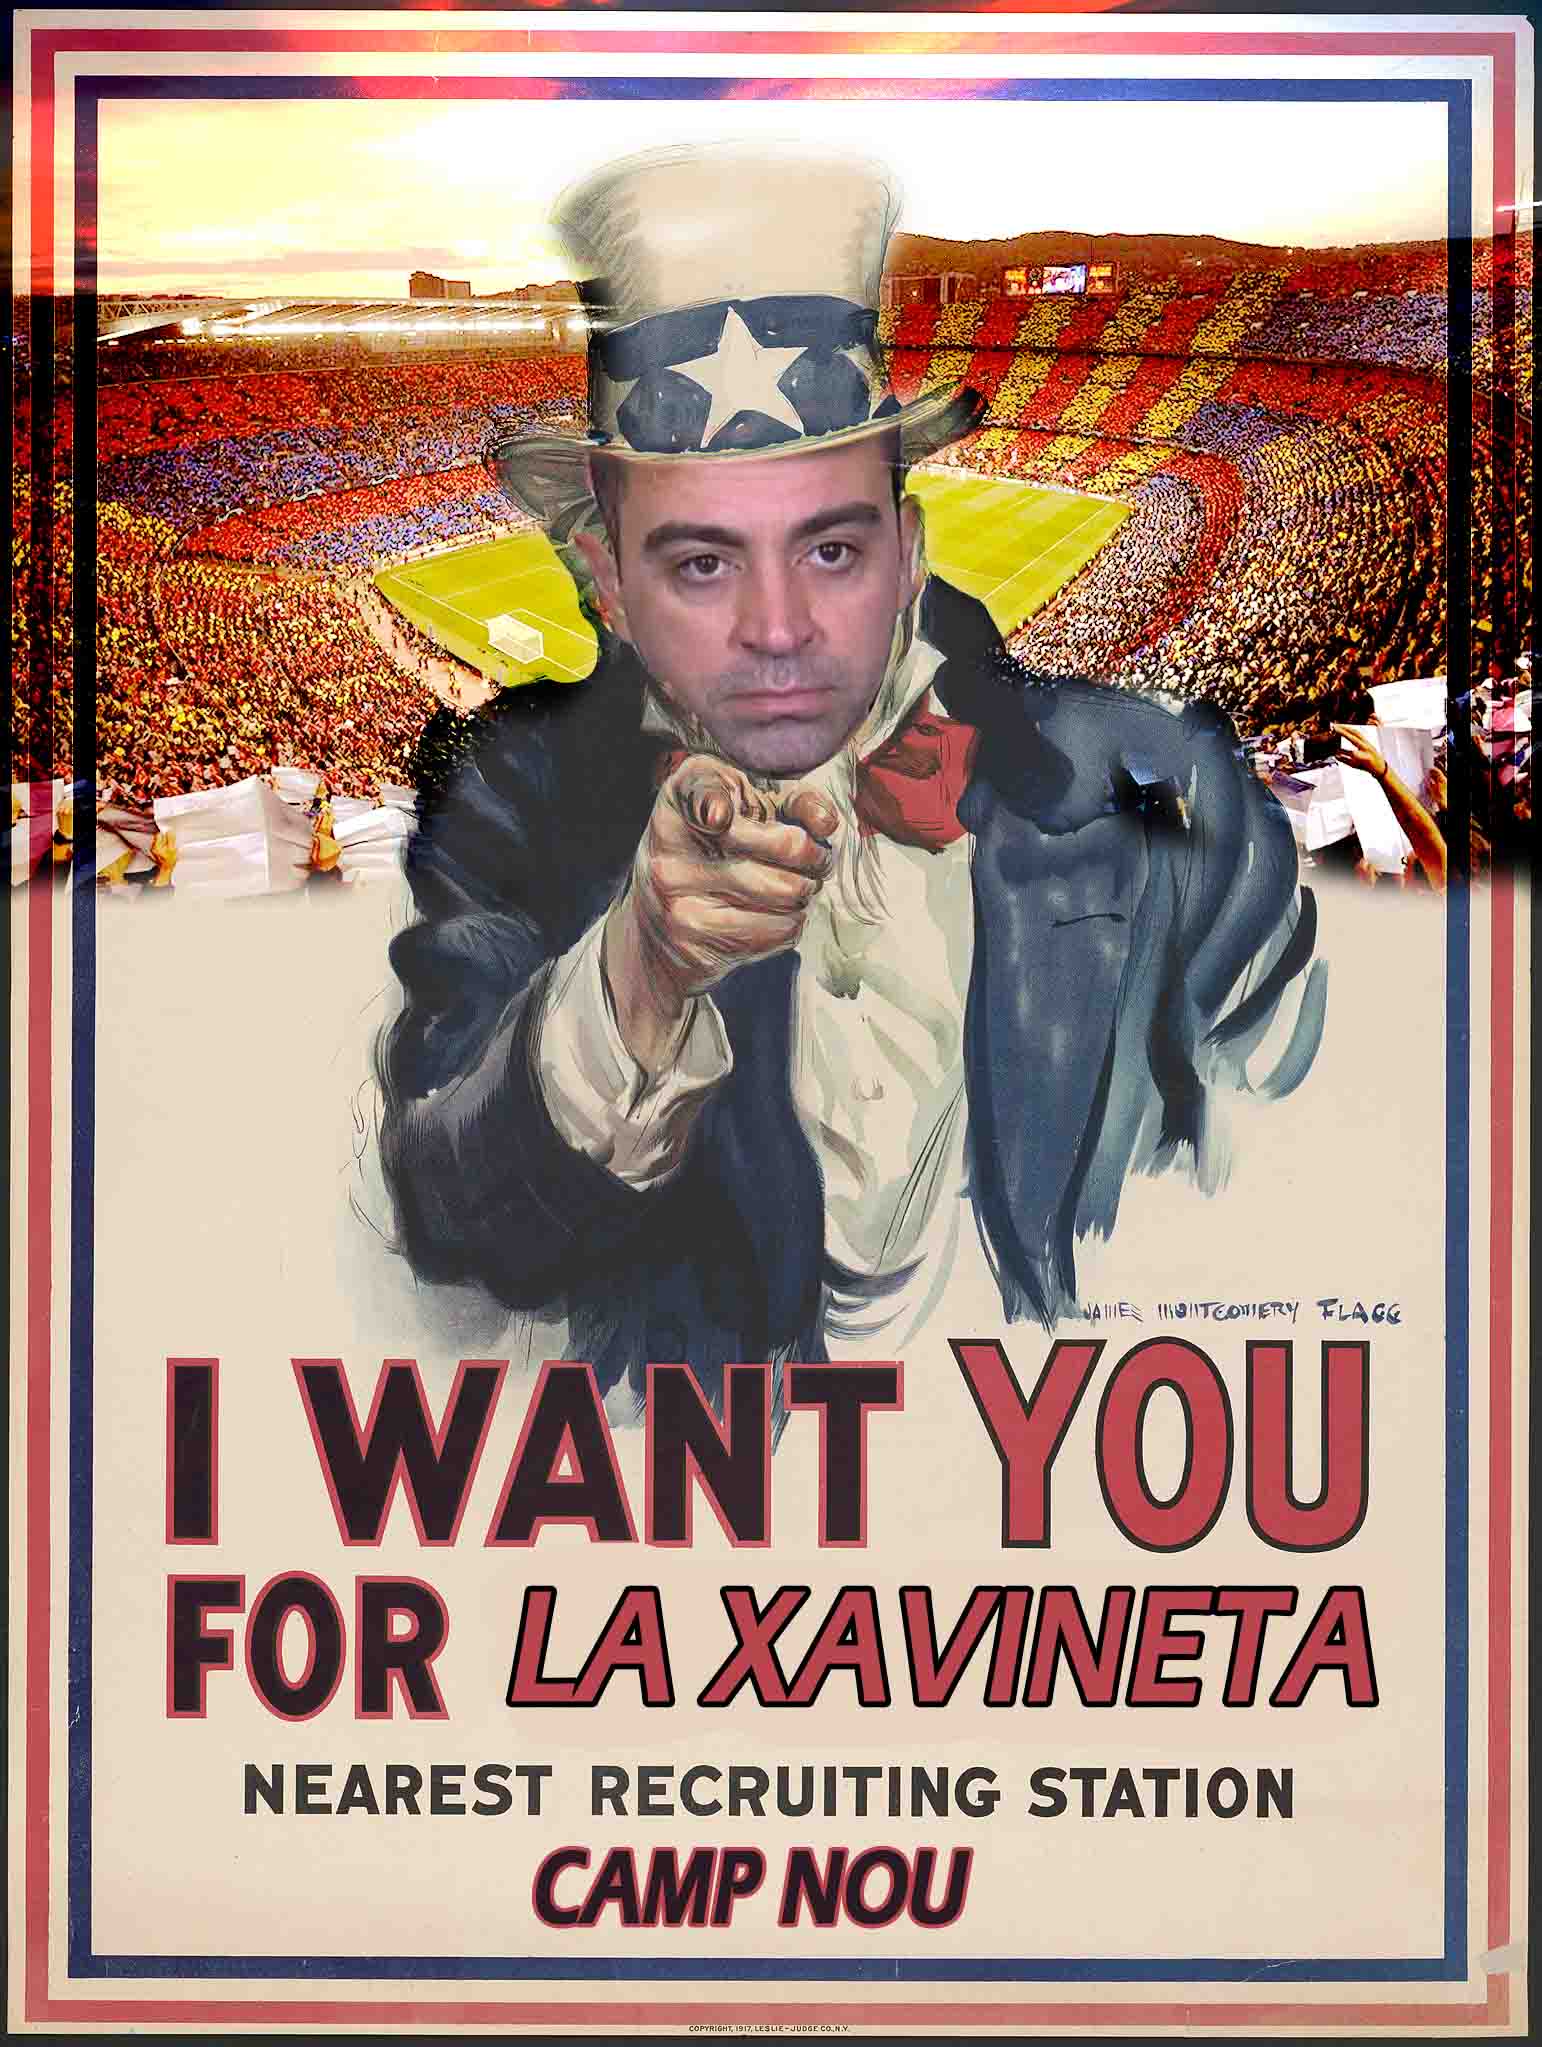 JAMES MONTGOMERY FLAGG
I WANT YOU
FOR LA XAVINETA
NEAREST RECRUITING STATION
CAMP NOU
COPYRIGHT, 1917, LESLIE-JUDGE CO., N.Y.